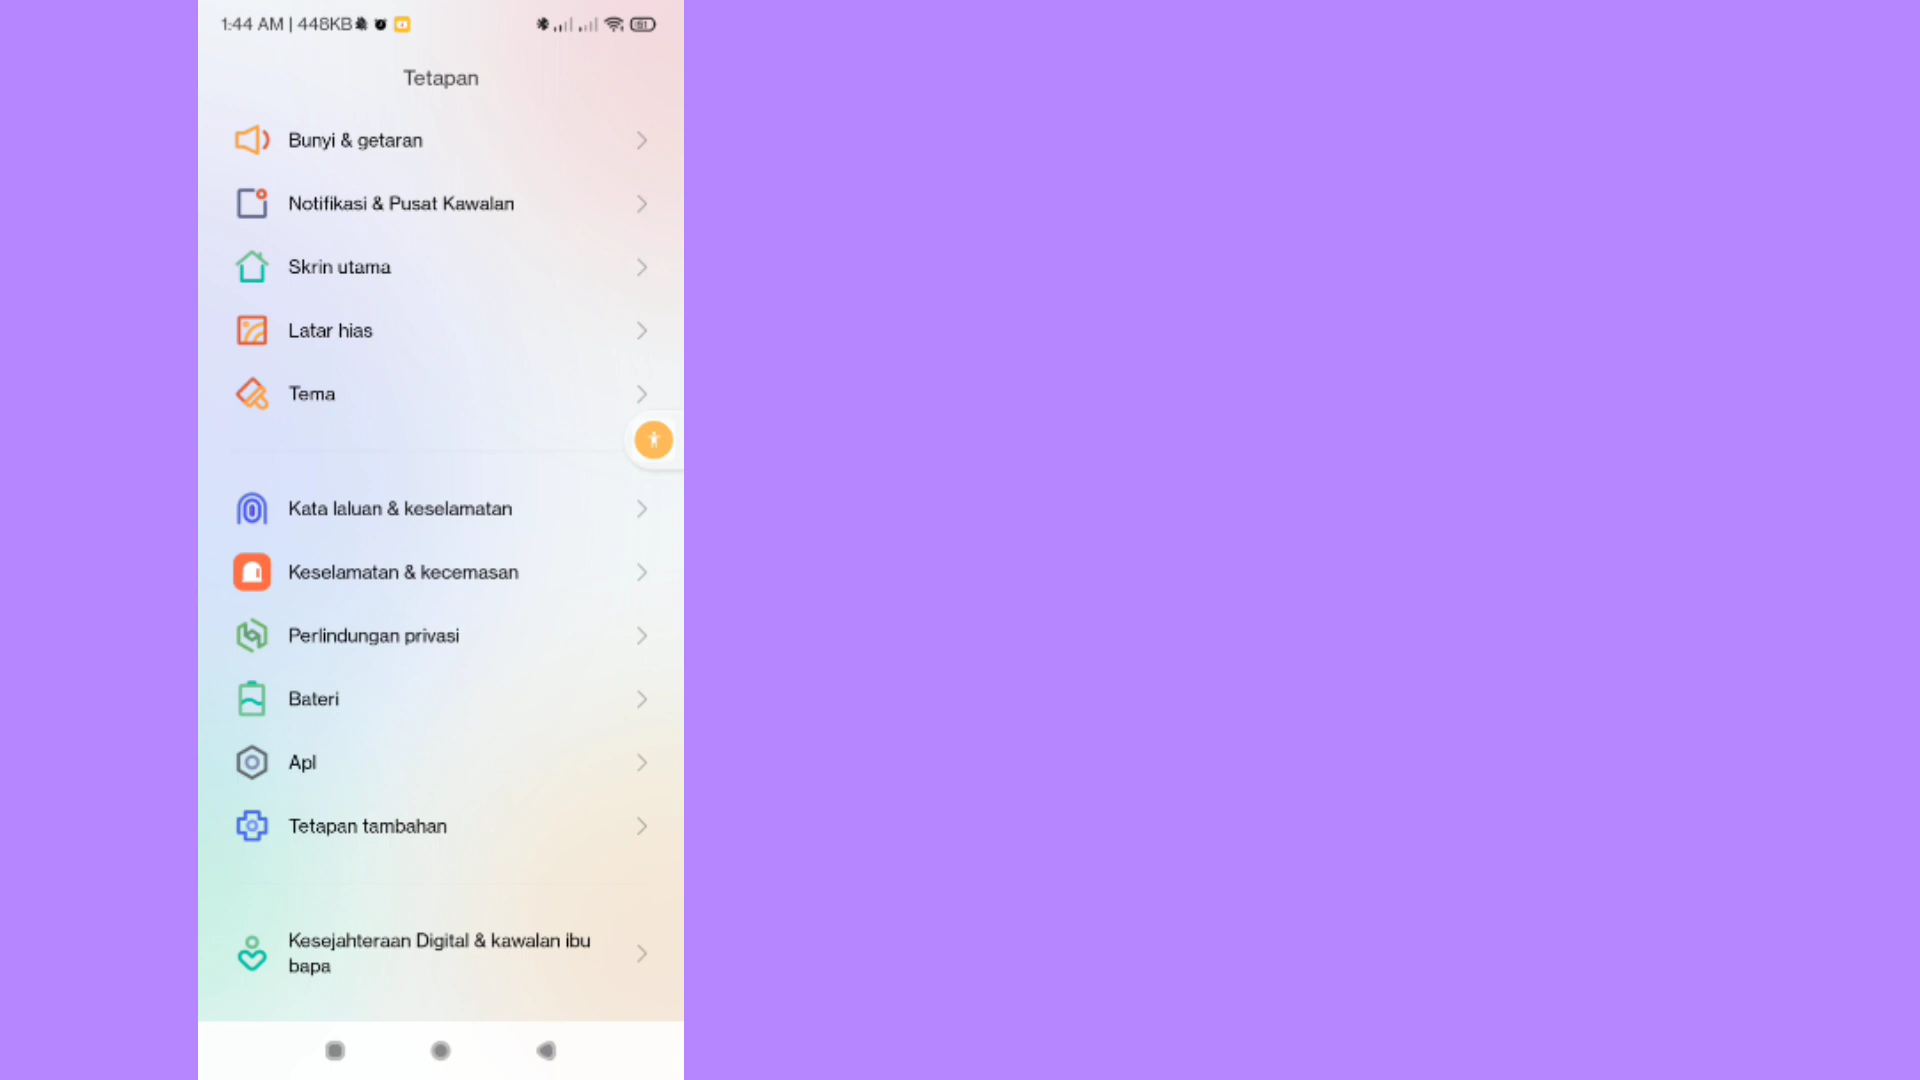 1:44 AM | 448KB
Tetapan
Bunyi & getaran
Notifikasi & Pusat Kawalan
Skrin utama
Latar hias
Tema
Kata laluan & keselamatan
Keselamatan & kecemasan
Perlindungan privasi
Bateri
Apl
Tetapan tambahan
Kesejahteraan Digital & kawalan ibu
bapa